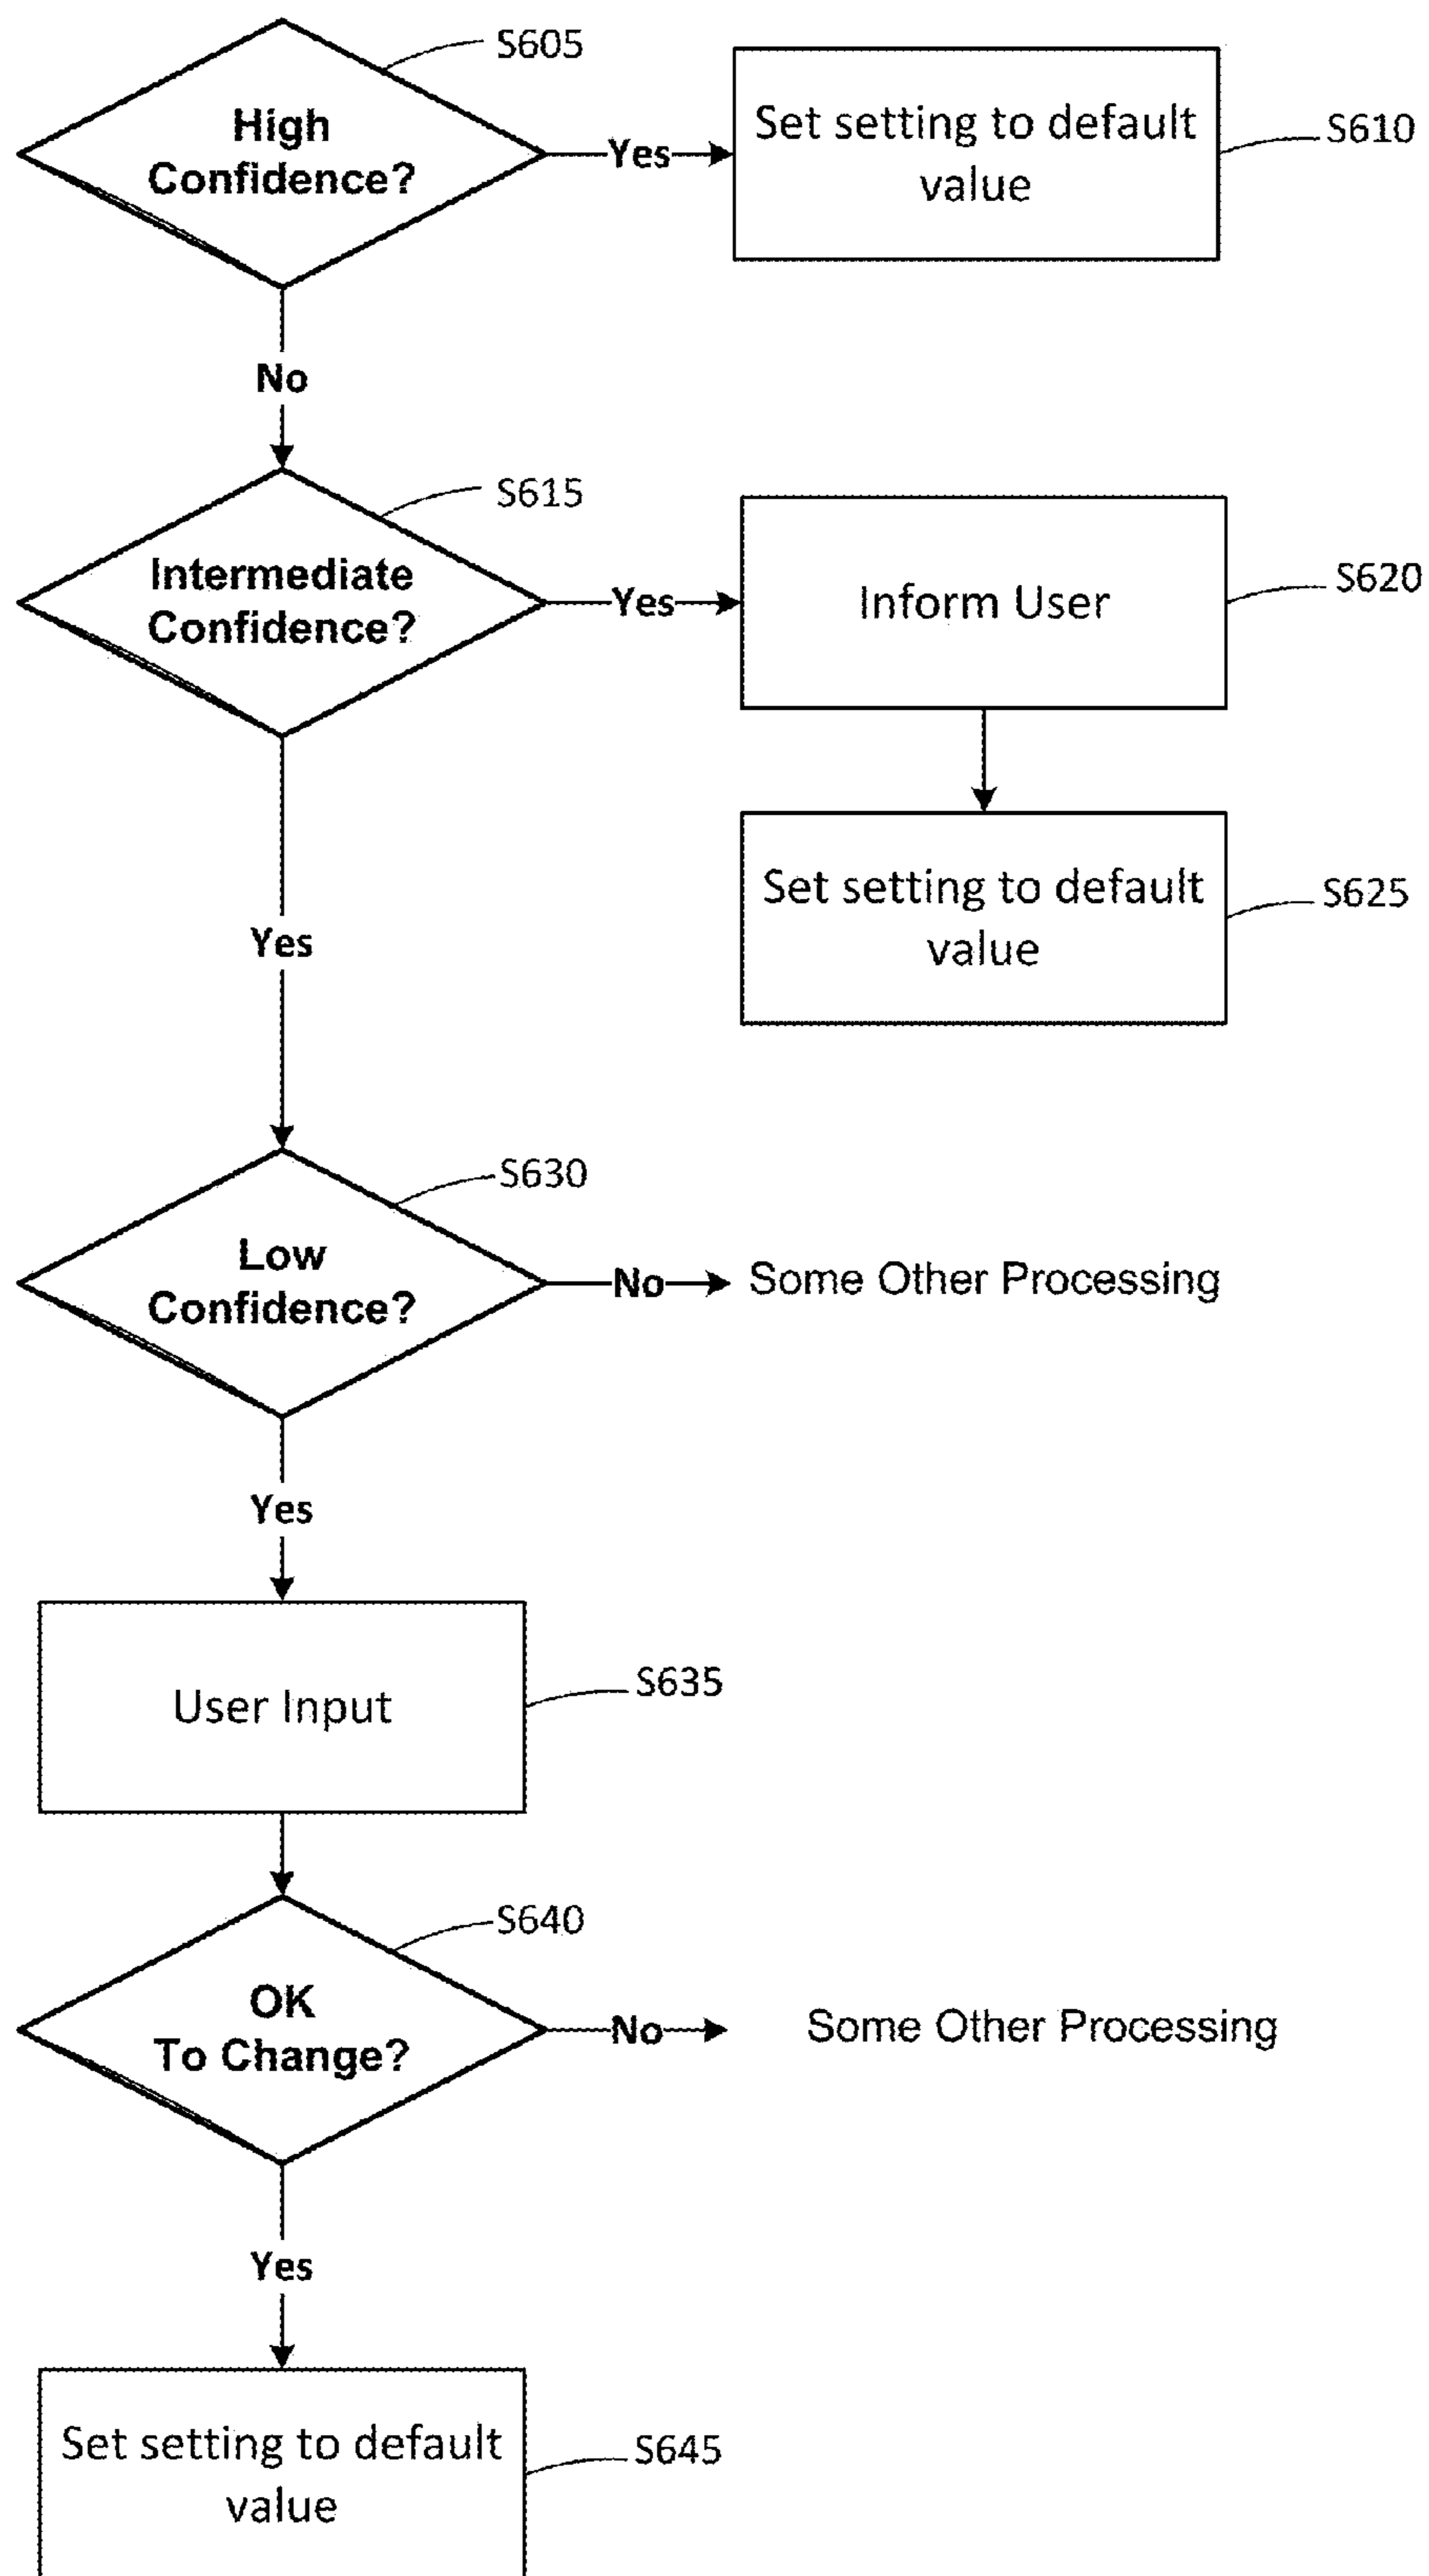 S605
High
Confidence?
Yes
Set setting to default
value
S610
No
S615
Intermediate
Confidence?
Yes
Inform User
S620
Set setting to default
value
S625
Yes
S630
Low
Confidence?
No
Some Other Processing
Yes
User Input
S635
S640
OK
To Change?
No
Some Other Processing
Yes
Set setting to default
value
S645